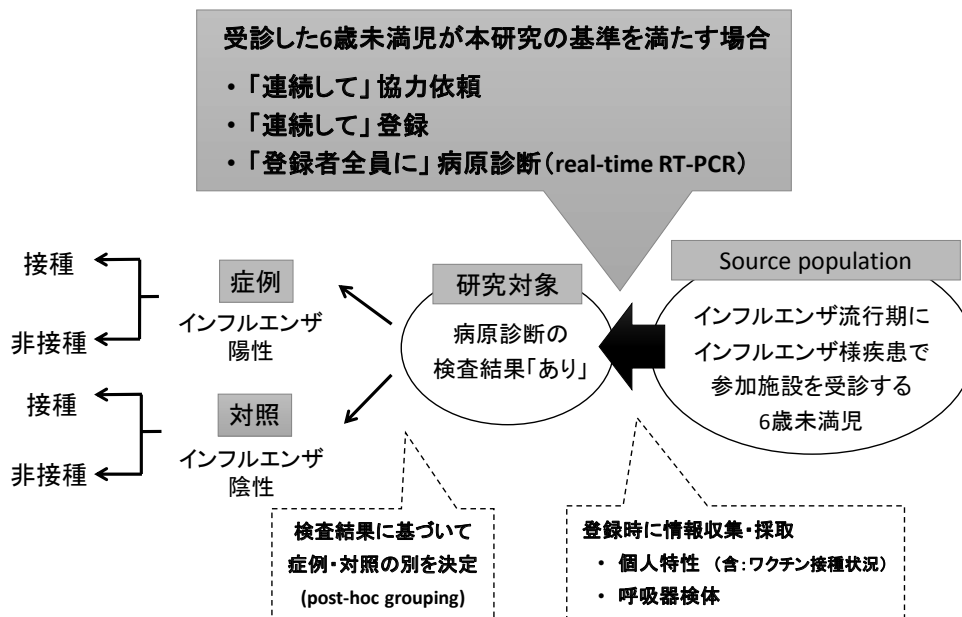 受診した6歳未満児が本研究の基準を満たす場合
・「連続して」協力依頼
・「連続して」登録
・「登録者全員に」病原診断(real-time RT-PCR)
接種
非接種
症例
インフルエンザ
陽性
接種
非接種
対照
インフルエンザ
陰性
研究対象
病原診断の
検査結果「あり」
Source population
インフルエンザ流行期に
インフルエンザ様疾患で
参加施設を受診する
6歳未満児
検査結果に基づいて
症例・対照の別を決定
(post-hoc grouping)
登録時に情報収集・採取
・ 個人特性 (含:ワクチン接種状況)
・ 呼吸器検体